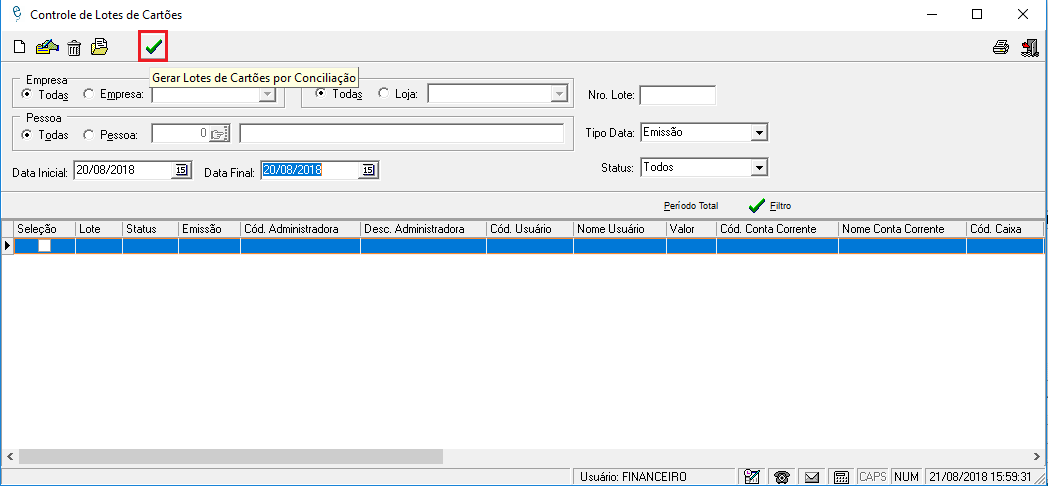 Controle de Lotes de Cartões
Gerar Lotes de Cartões por Conciliação
Empresa
Todas Empresa: Todas Loja: Nro. Lote:
Pessoa
Todas Pessoa: 0 Tipo Data: Emissão
Data Inicial: 20/08/2018 15 Data Final: 20/08/2018 15 Status: Todos
Período Total Filtro
Seleção Lote Status Emissão Cód. Administradora Desc. Administradora Cód. Usuário Nome Usuário Valor Cód. Conta Corrente Nome Conta Corrente Cód. Caixa
Usuário: FINANCEIRO CAPS NUM 21/08/2018 15:59:31